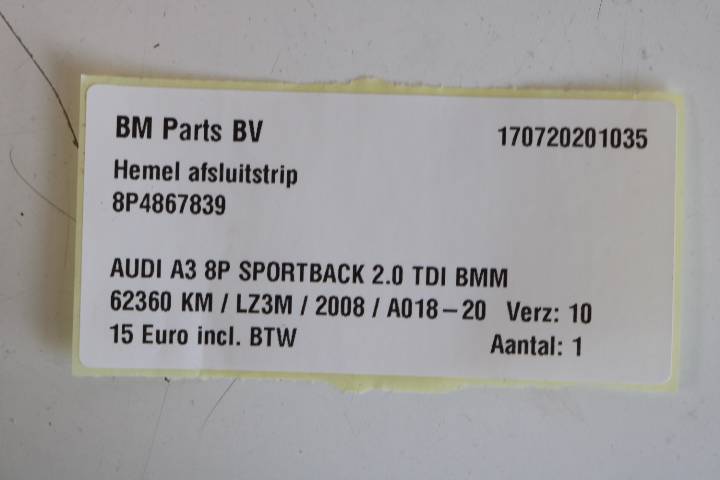 BM Parts BV 170720201035
Hemel afsluitstrip
8P4867839
AUDI A3 8P SPORTBACK 2.0 TDI BMM
62360 KM / LZ3M / 2008 / A018-20 Verz: 10
15 Euro incl. BTW Aantal: 1